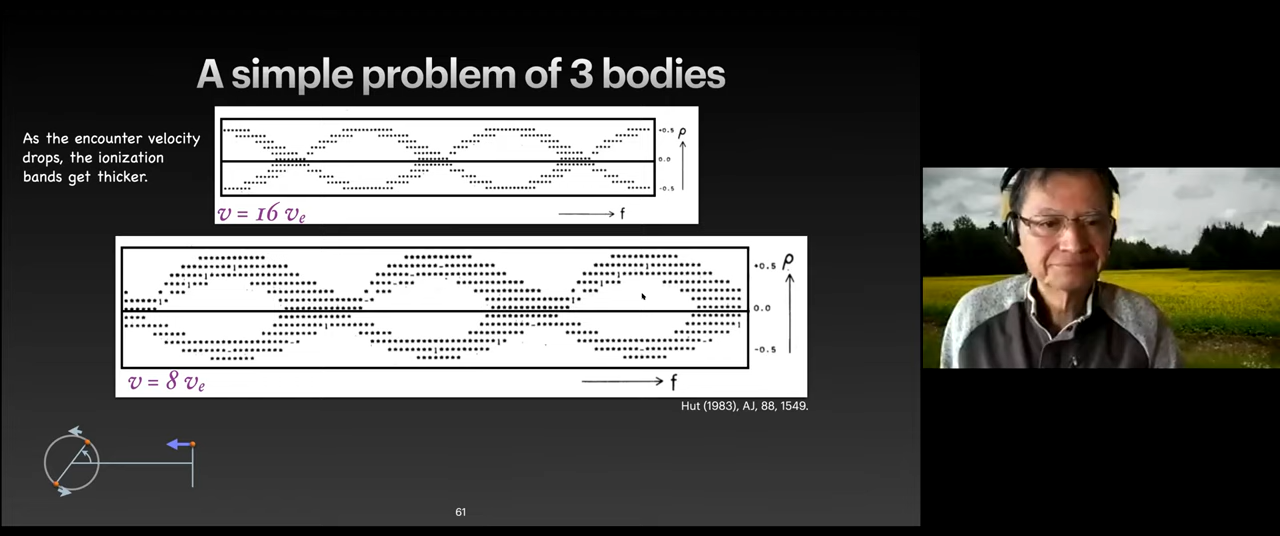 A simple problem of 3 bodies
As the encounter velocity
drops, the ionization
bands get thicker.
+0.5
ρ
0.0
-0.5
v = 16 vₑ
f
+0.5
ρ
0.0
-0.5
v = 8 vₑ
f
Hut (1983), AJ, 88, 1549.
61